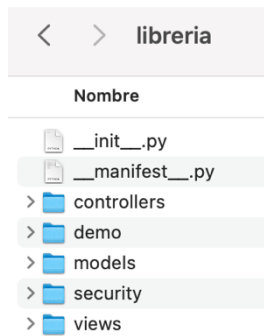 libreria
Nombre
__init__.py
__manifest__.py
controllers
demo
models
security
views